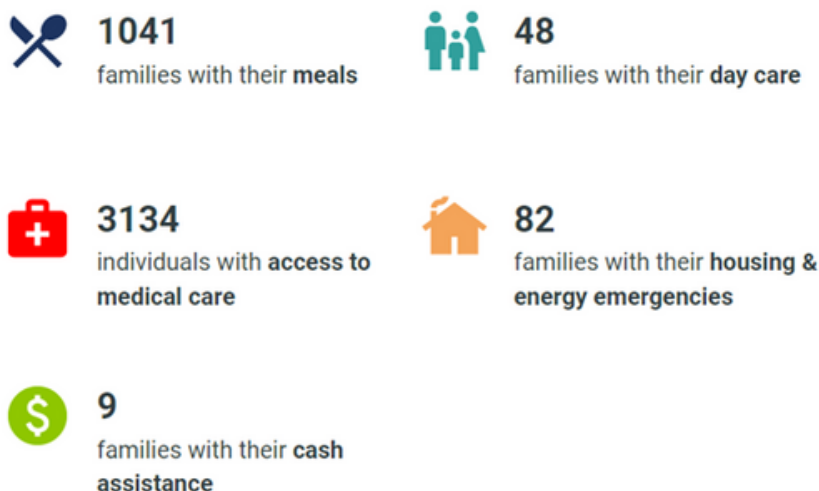 1041
families with their meals
48
families with their day care
3134
individuals with access to
medical care
82
families with their housing &
energy emergencies
9
families with their cash
assistance